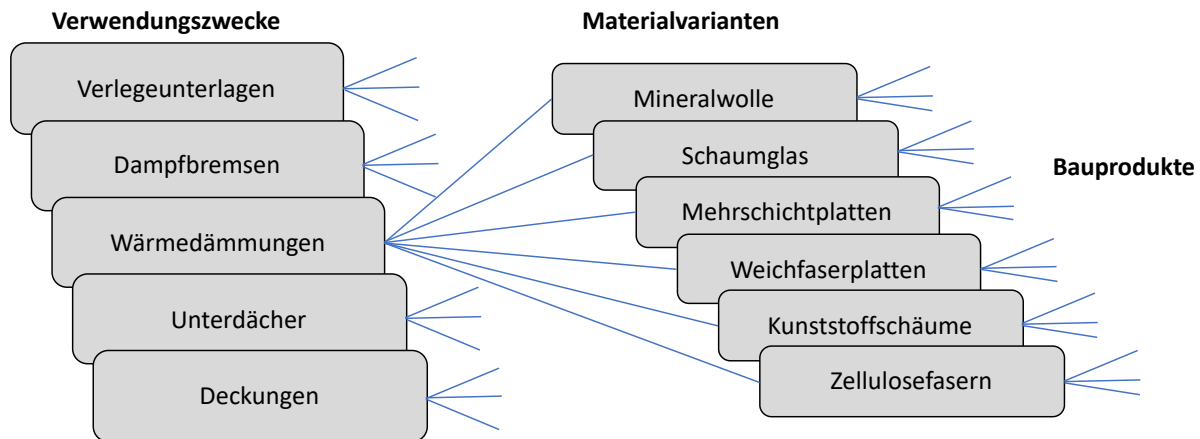 Verwendungszwecke
Verlegeunterlagen
Dampfbremsen
Wärmedämmungen
Unterdächer
Deckungen
Materialvarianten
Mineralwolle
Schaumglas
Mehrschichtplatten
Weichfaserplatten
Kunststoffschäume
Zellulosefasern
Bauprodukte